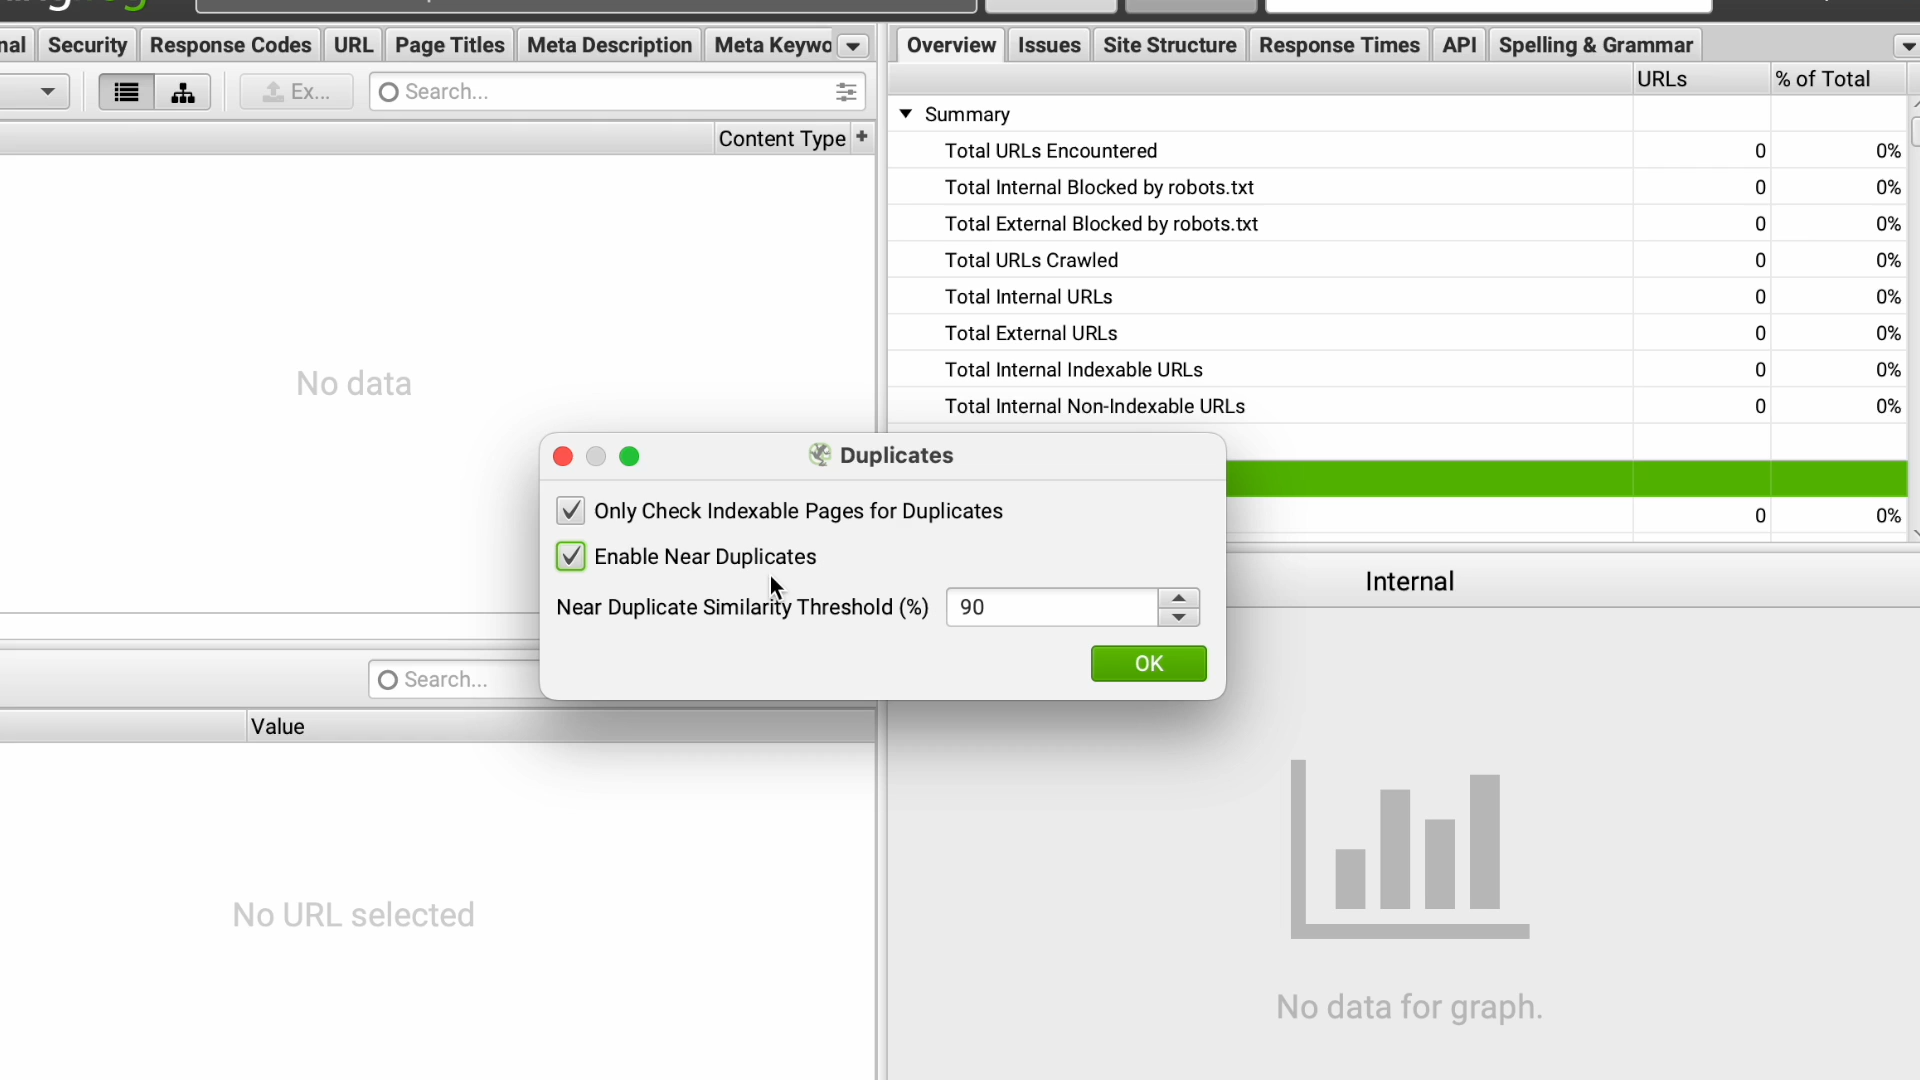 Security Response Codes URL Page Titles Meta Description Meta Keywo
Overview Issues Site Structure Response Times API Spelling & Grammar
Ex... Search...
URLs % of Total
Content Type +
Summary
Total URLs Encountered 0 0%
Total Internal Blocked by robots.txt 0 0%
Total External Blocked by robots.txt 0 0%
Total URLs Crawled 0 0%
Total Internal URLs 0 0%
Total External URLs 0 0%
Total Internal Indexable URLs 0 0%
Total Internal Non-Indexable URLs 0 0%
0 0%
No data
Duplicates
Only Check Indexable Pages for Duplicates
Enable Near Duplicates
Near Duplicate Similarity Threshold (%) 90
OK
Internal
Search...
Value
No URL selected
No data for graph.